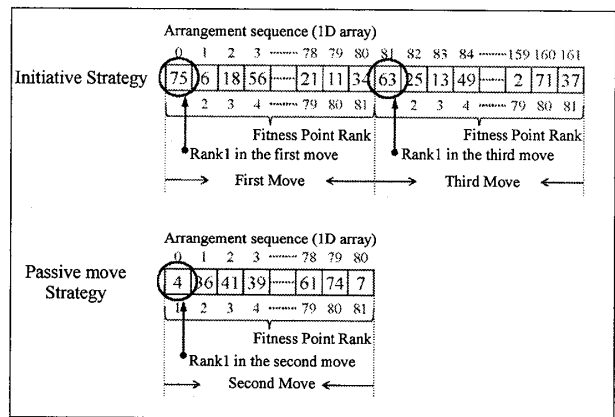 Arrangement sequence (1D array)
0 1 2 3 ········ 78 79 80 81 82 83 84 ········ 159 160 161
Initiative Strategy
75 6 18 56 ······ 21 11 34 63 25 13 49 ······ 2 71 37
2 3 4 ········ 79 80 81 2 3 4 ········ 79 80 81
Fitness Point Rank Fitness Point Rank
Rank1 in the first move Rank1 in the third move
First Move Third Move
Arrangement sequence (1D array)
0 1 2 3 ········ 78 79 80
Passive move
Strategy
4 36 41 39 ······ 61 74 7
1 2 3 4 ········ 79 80 81
Fitness Point Rank
Rank1 in the second move
Second Move